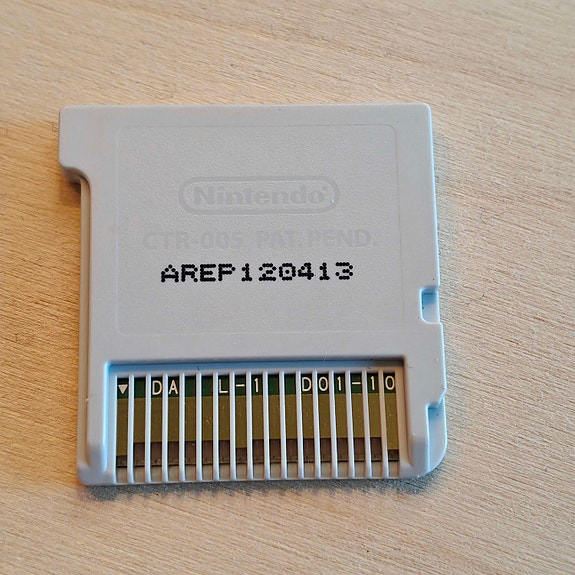 Nintendo®
CTR-005 PAT. PEND.
AREP120413
▼ DA L-1 D01-10